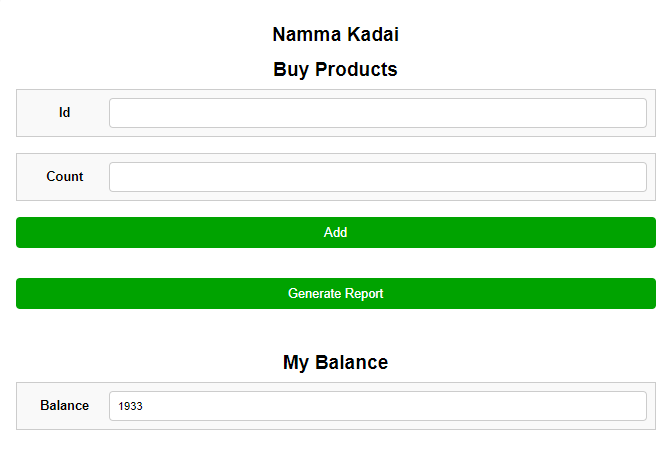 Namma Kadai
Buy Products
Id
Count
Add
Generate Report
My Balance
Balance 1933